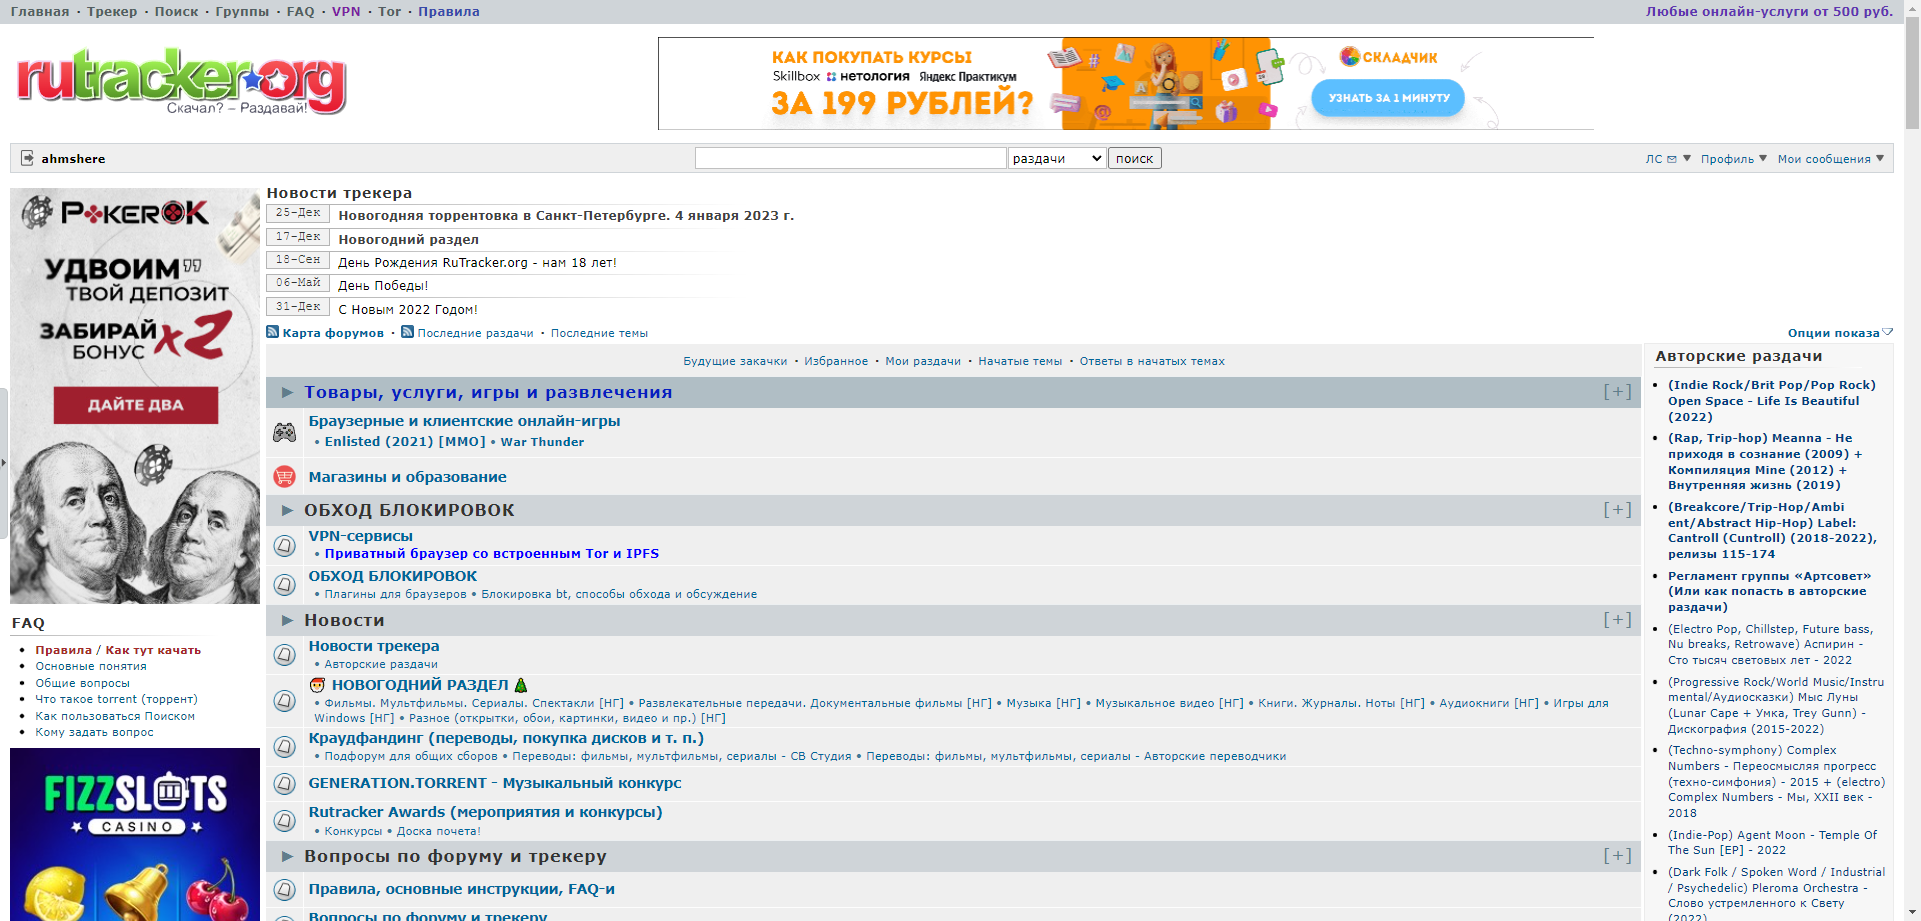 Главная · Трекер · Поиск · Группы · FAQ · VPN · Tor · Правила
Любые онлайн-услуги от 500 руб.
rutracker.org
Скачал? – Раздавай!
КАК ПОКУПАТЬ КУРСЫ
Skillbox нетология Яндекс Практикум
ЗА 199 РУБЛЕЙ?
СКЛАДЧИК
УЗНАТЬ ЗА 1 МИНУТУ
ahmshere
раздачи
поиск
ЛС ▼ Профиль ▼ Мои сообщения ▼
POKEROK
УДВОИМ
ТВОЙ ДЕПОЗИТ
ЗАБИРАЙ
БОНУС
x2
ДАЙТЕ ДВА
FAQ
• Правила / Как тут качать
• Основные понятия
• Общие вопросы
• Что такое torrent (торрент)
• Как пользоваться Поиском
• Кому задать вопрос
FIZZSLOTS
CASINO
Новости трекера
25-Дек Новогодняя торрентовка в Санкт-Петербурге. 4 января 2023 г.
17-Дек Новогодний раздел
18-Сен День Рождения RuTracker.org - нам 18 лет!
06-Май День Победы!
31-Дек С Новым 2022 Годом!
Карта форумов · Последние раздачи · Последние темы
Опции показа
Будущие закачки · Избранное · Мои раздачи · Начатые темы · Ответы в начатых темах
► Товары, услуги, игры и развлечения [+]
Браузерные и клиентские онлайн-игры
• Enlisted (2021) [MMO] • War Thunder
Магазины и образование
► ОБХОД БЛОКИРОВОК [+]
VPN-сервисы
• Приватный браузер со встроенным Tor и IPFS
ОБХОД БЛОКИРОВОК
• Плагины для браузеров • Блокировка bt, способы обхода и обсуждение
► Новости [+]
Новости трекера
• Авторские раздачи
НОВОГОДНИЙ РАЗДЕЛ
• Фильмы. Мультфильмы. Сериалы. Спектакли [НГ] • Развлекательные передачи. Документальные фильмы [НГ] • Музыка [НГ] • Музыкальное видео [НГ] • Книги. Журналы. Ноты [НГ] • Аудиокниги [НГ] • Игры для
Windows [НГ] • Разное (открытки, обои, картинки, видео и пр.) [НГ]
Краудфандинг (переводы, покупка дисков и т. п.)
• Подфорум для общих сборов • Переводы: фильмы, мультфильмы, сериалы - СВ Студия • Переводы: фильмы, мультфильмы, сериалы - Авторские переводчики
GENERATION.TORRENT - Музыкальный конкурс
Rutracker Awards (мероприятия и конкурсы)
• Конкурсы • Доска почета!
► Вопросы по форуму и трекеру [+]
Правила, основные инструкции, FAQ-и
Вопросы по форуму и трекеру
Авторские раздачи
• (Indie Rock/Brit Pop/Pop Rock)
Open Space - Life Is Beautiful
(2022)
• (Rap, Trip-hop) Meanna - Не
приходя в сознание (2009) +
Компиляция Mine (2012) +
Внутренняя жизнь (2019)
• (Breakcore/Trip-Hop/Ambi
ent/Abstract Hip-Hop) Label:
Cantroll (Cuntroll) (2018-2022),
релизы 115-174
• Регламент группы «Артсовет»
(Или как попасть в авторские
раздачи)
• (Electro Pop, Chillstep, Future bass,
Nu breaks, Retrowave) Аспирин -
Сто тысяч световых лет - 2022
• (Progressive Rock/World Music/Instru
mental/Аудиосказки) Мыс Луны
(Lunar Cape + Умка, Trey Gunn) -
Дискография (2015-2022)
• (Techno-symphony) Complex
Numbers - Переосмысляя прогресс
(техно-симфония) - 2015 + (electro)
Complex Numbers - Мы, XXII век -
2018
• (Indie-Pop) Agent Moon - Temple Of
The Sun [EP] - 2022
• (Dark Folk / Spoken Word / Industrial
/ Psychedelic) Pleroma Orchestra -
Слово устремленного к Свету
(2022)